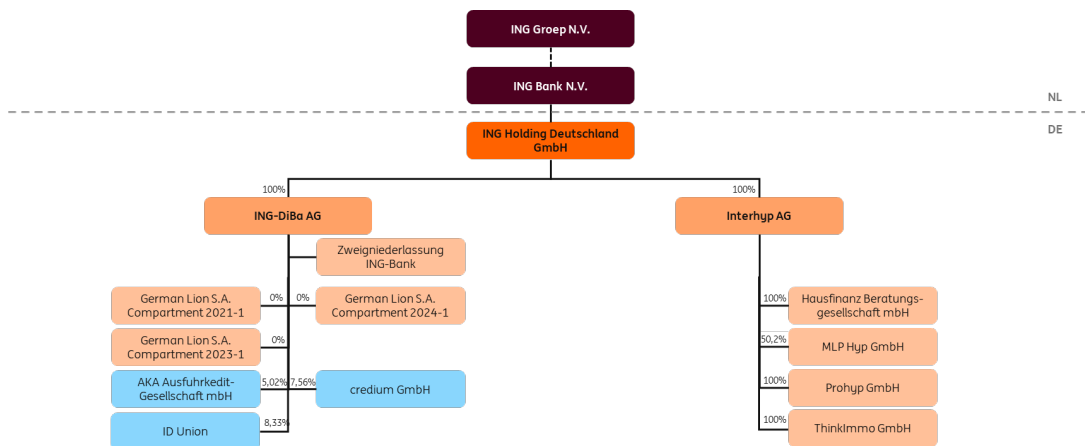 ING Groep N.V.
ING Bank N.V.
NL
DE
ING Holding Deutschland
GmbH
100%
100%
ING-DiBa AG
Interhyp AG
Zweigniederlassung
ING-Bank
German Lion S.A.
Compartment 2021-1
0%
0%
German Lion S.A.
Compartment 2024-1
100%
Hausfinanz Beratungs-
gesellschaft mbH
German Lion S.A.
Compartment 2023-1
0%
50,2%
MLP Hyp GmbH
AKA Ausfuhrkedit-
Gesellschaft mbH
5,02%
7,56%
credium GmbH
100%
Prohyp GmbH
ID Union
8,33%
100%
ThinkImmo GmbH